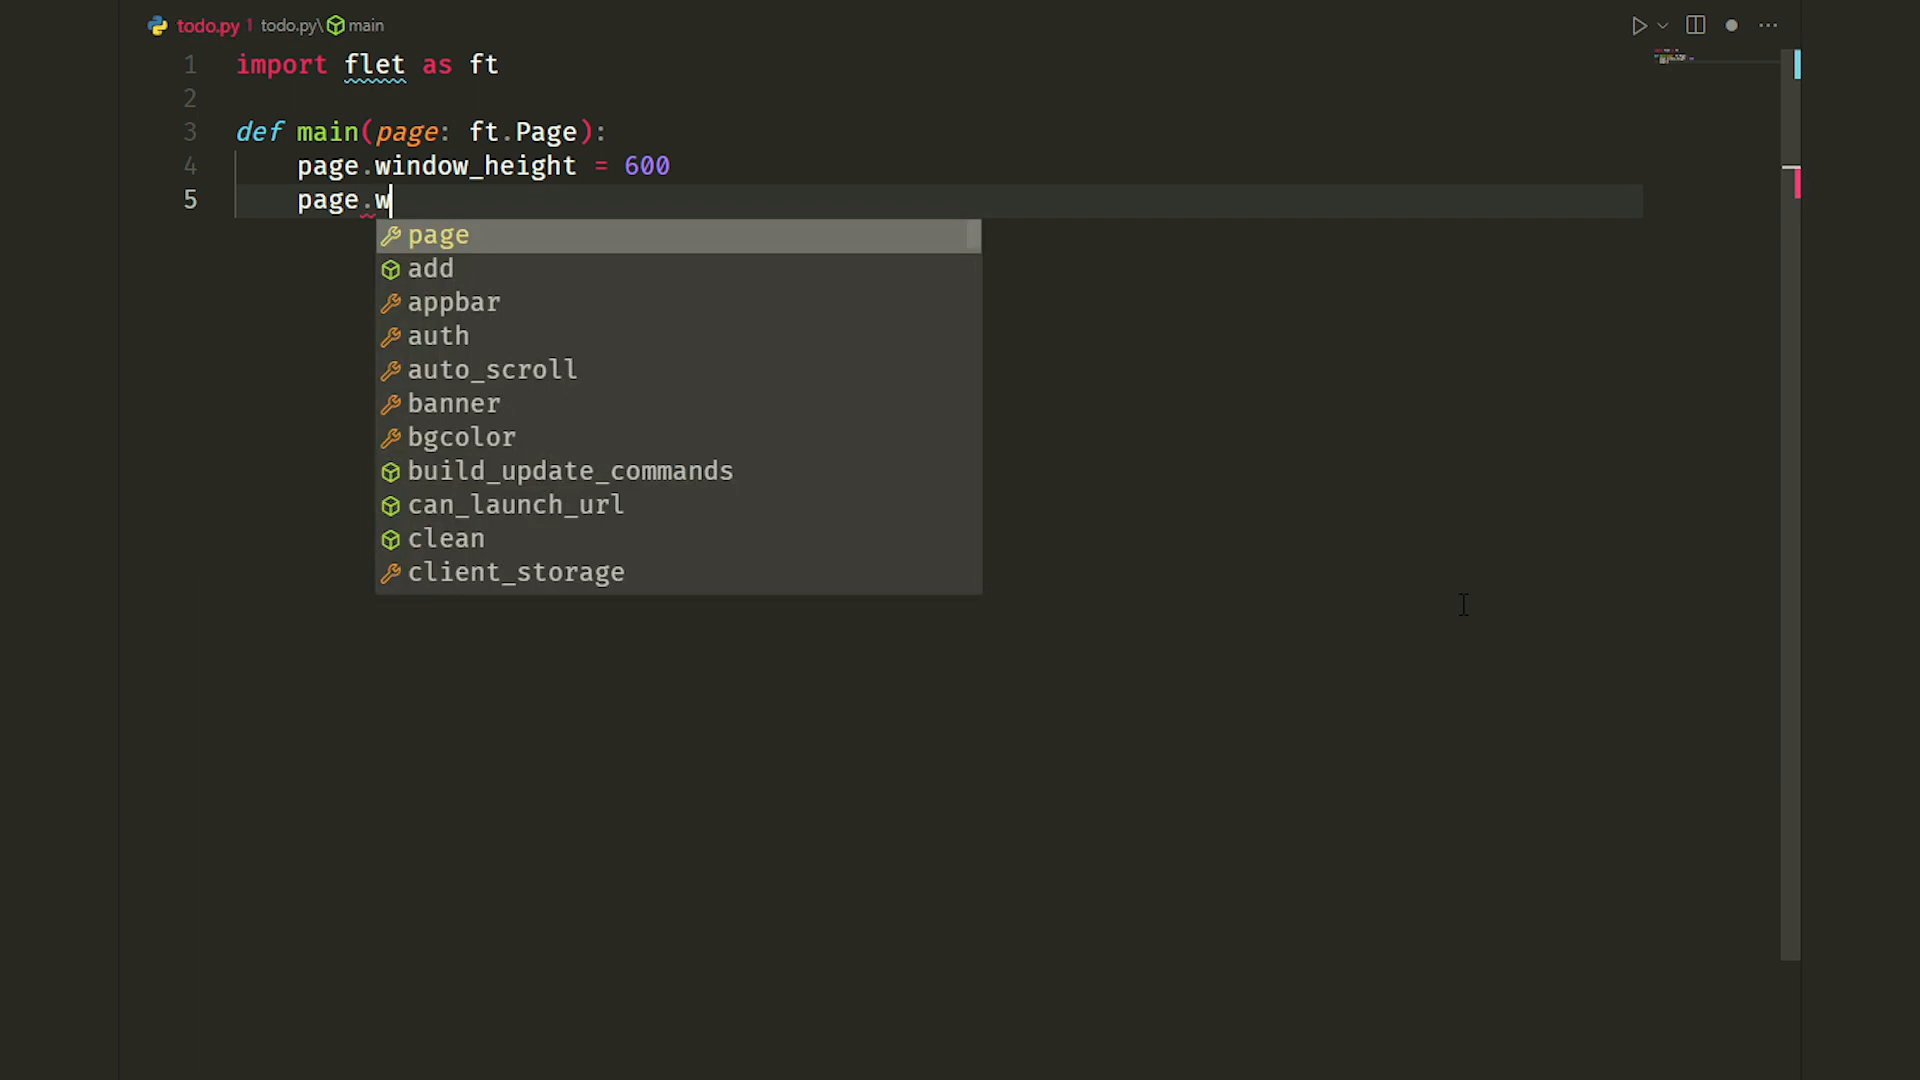 todo.py 1 todo.py\ main
1 import flet as ft
2
3 def main(page: ft.Page):
4 page.window_height = 600
5 page.w
page
add
appbar
auth
auto_scroll
banner
bgcolor
build_update_commands
can_launch_url
clean
client_storage